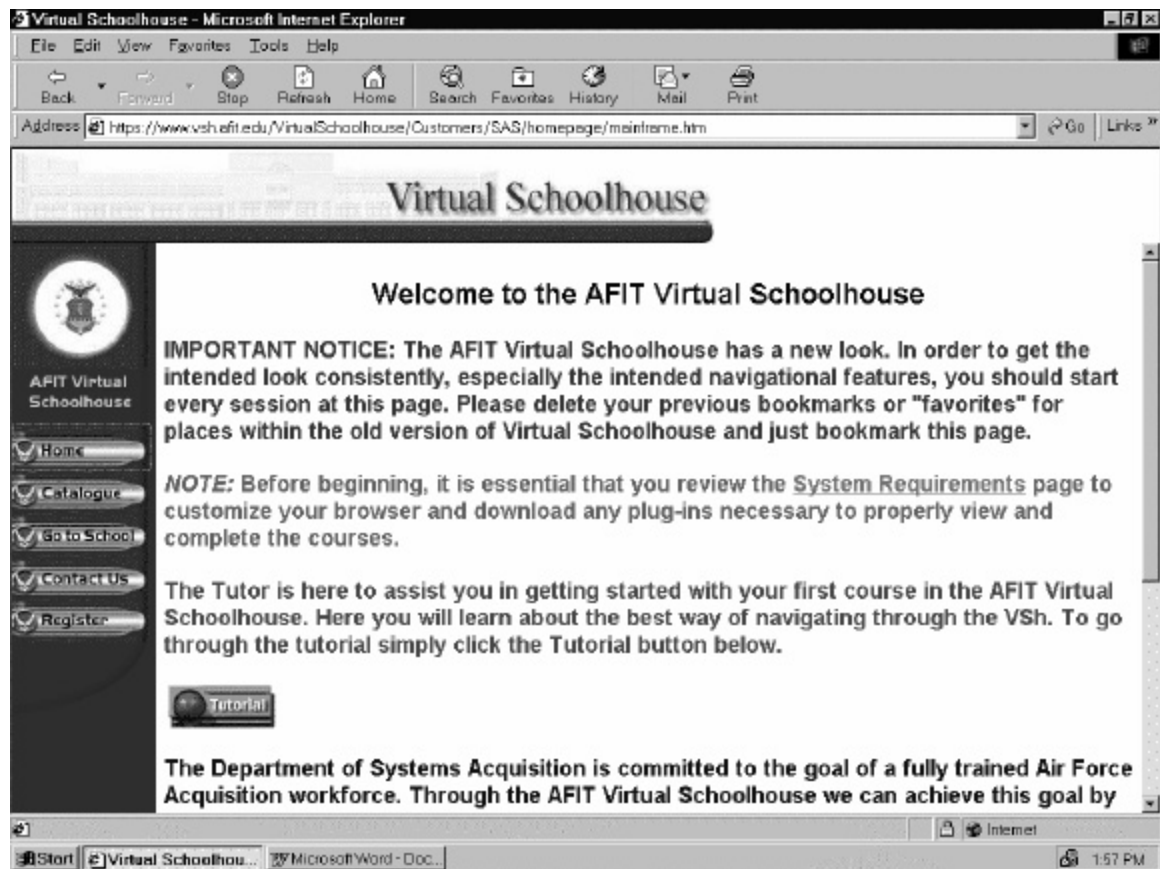 Virtual Schoolhouse - Microsoft Internet Explorer
File Edit View Favorites Tools Help
Back Forward Stop Refresh Home Search Favorites History Mail Print
Address https://www.vsh.afit.edu/VirtualSchoolhouse/Customers/SAS/homepage/mainframe.htm Go Links »
Virtual Schoolhouse
AFIT Virtual
Schoolhouse
Home
Catalogue
Go to School
Contact Us
Register
Welcome to the AFIT Virtual Schoolhouse
IMPORTANT NOTICE: The AFIT Virtual Schoolhouse has a new look. In order to get the
intended look consistently, especially the intended navigational features, you should start
every session at this page. Please delete your previous bookmarks or "favorites" for
places within the old version of Virtual Schoolhouse and just bookmark this page.
NOTE: Before beginning, it is essential that you review the System Requirements page to
customize your browser and download any plug-ins necessary to properly view and
complete the courses.
The Tutor is here to assist you in getting started with your first course in the AFIT Virtual
Schoolhouse. Here you will learn about the best way of navigating through the VSh. To go
through the tutorial simply click the Tutorial button below.
Tutorial
The Department of Systems Acquisition is committed to the goal of a fully trained Air Force
Acquisition workforce. Through the AFIT Virtual Schoolhouse we can achieve this goal by
Internet
Start Virtual Schoolhou... Microsoft Word - Doc... 1:57 PM